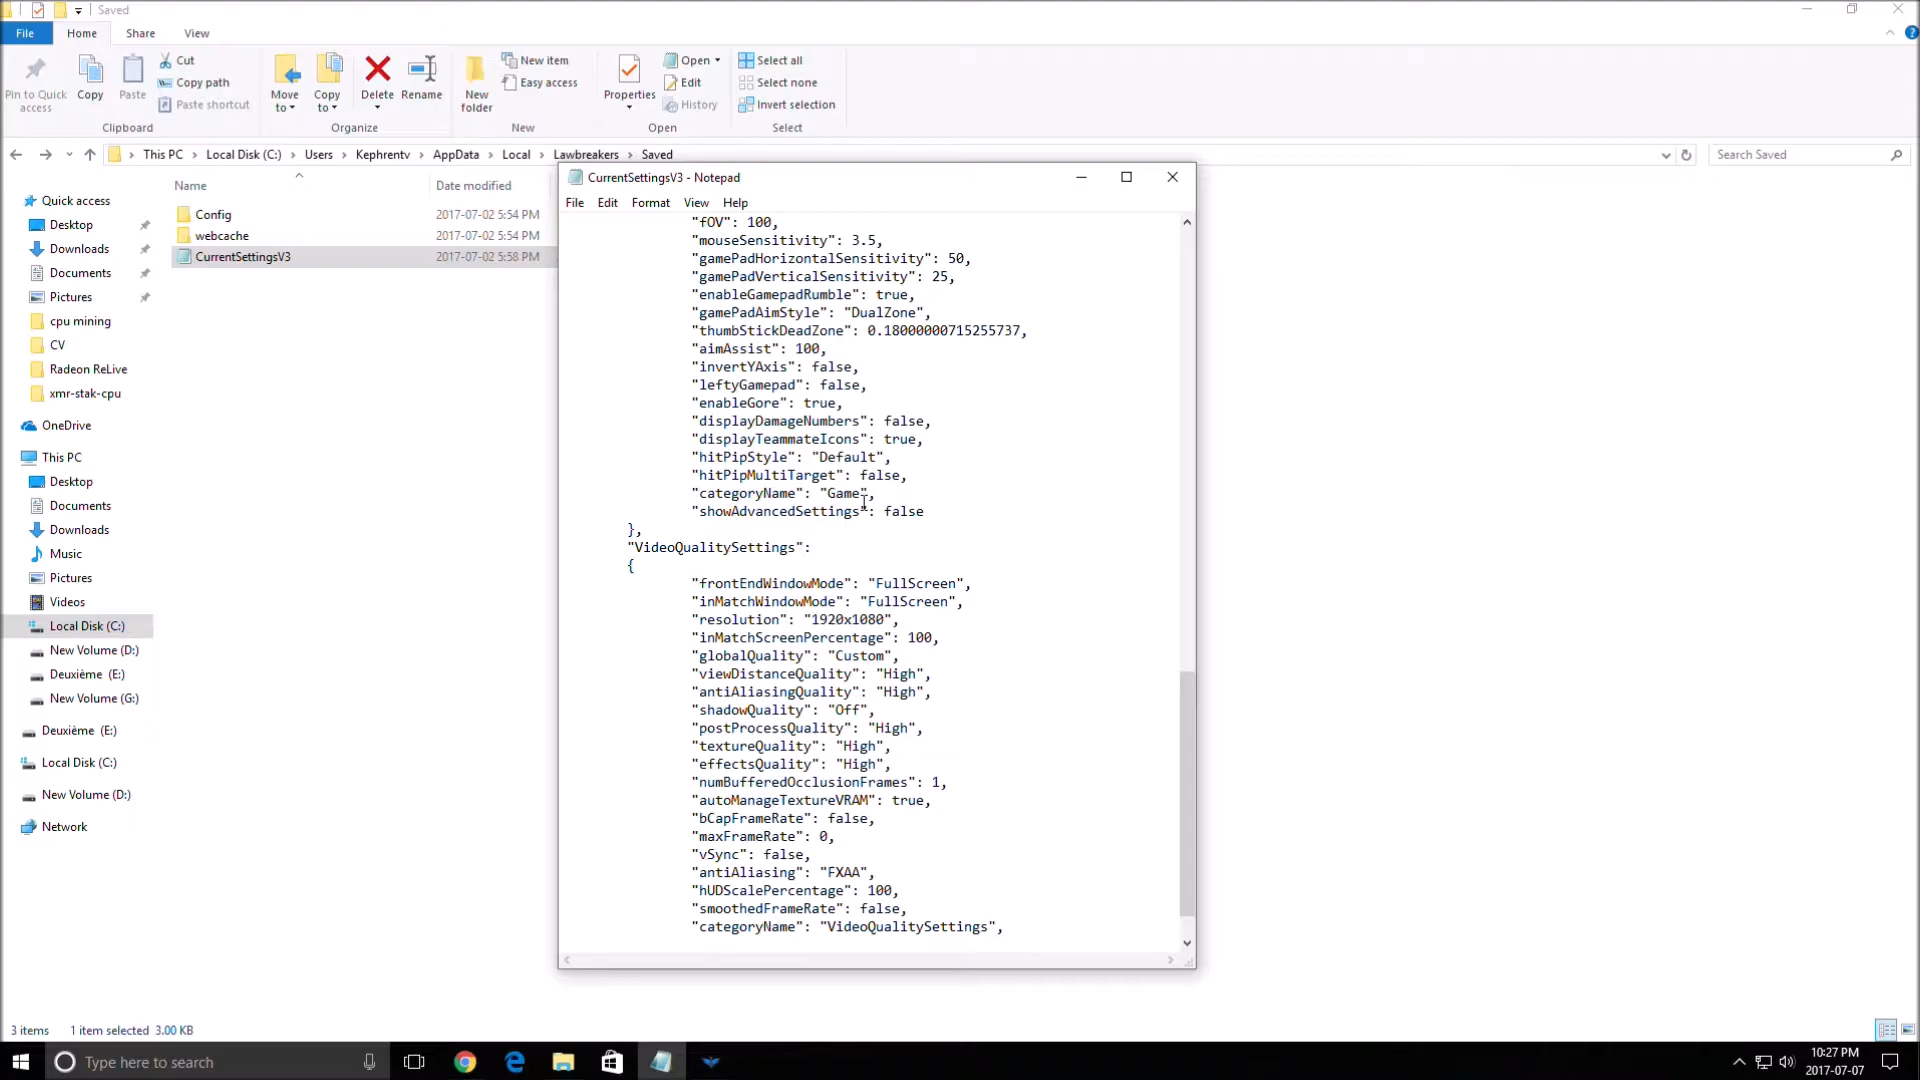 Saved
File
Home
Share
View
Pin to Quick access
Copy
Paste
Cut
Copy path
Paste shortcut
Clipboard
Move to
Copy to
Delete
Rename
Organize
New folder
New item
Easy access
New
Properties
Open
Edit
History
Open
Select all
Select none
Invert selection
Select
This PC > Local Disk (C:) > Users > Kephrentv > AppData > Local > Lawbreakers > Saved
Search Saved
Quick access
Desktop
Downloads
Documents
Pictures
cpu mining
CV
Radeon ReLive
xmr-stak-cpu
OneDrive
This PC
Desktop
Documents
Downloads
Music
Pictures
Videos
Local Disk (C:)
New Volume (D:)
Deuxième (E:)
New Volume (G:)
Deuxième (E:)
Local Disk (C:)
New Volume (D:)
Network
Name Date modified
Config 2017-07-02 5:54 PM
webcache 2017-07-02 5:54 PM
CurrentSettingsV3 2017-07-02 5:58 PM
CurrentSettingsV3 - Notepad
File Edit Format View Help
"fOV": 100,
"mouseSensitivity": 3.5,
"gamePadHorizontalSensitivity": 50,
"gamePadVerticalSensitivity": 25,
"enableGamepadRumble": true,
"gamePadAimStyle": "DualZone",
"thumbStickDeadZone": 0.18000000715255737,
"aimAssist": 100,
"invertYAxis": false,
"leftyGamepad": false,
"enableGore": true,
"displayDamageNumbers": false,
"displayTeammateIcons": true,
"hitPipStyle": "Default",
"hitPipMultiTarget": false,
"categoryName": "Game",
"showAdvancedSettings": false
},
"VideoQualitySettings":
{
"frontEndWindowMode": "FullScreen",
"inMatchWindowMode": "FullScreen",
"resolution": "1920x1080",
"inMatchScreenPercentage": 100,
"globalQuality": "Custom",
"viewDistanceQuality": "High",
"antiAliasingQuality": "High",
"shadowQuality": "Off",
"postProcessQuality": "High",
"textureQuality": "High",
"effectsQuality": "High",
"numBufferedOcclusionFrames": 1,
"autoManageTextureVRAM": true,
"bCapFrameRate": false,
"maxFrameRate": 0,
"vSync": false,
"antiAliasing": "FXAA",
"hUDScalePercentage": 100,
"smoothedFrameRate": false,
"categoryName": "VideoQualitySettings",
3 items 1 item selected 3.00 KB
Type here to search
10:27 PM
2017-07-07